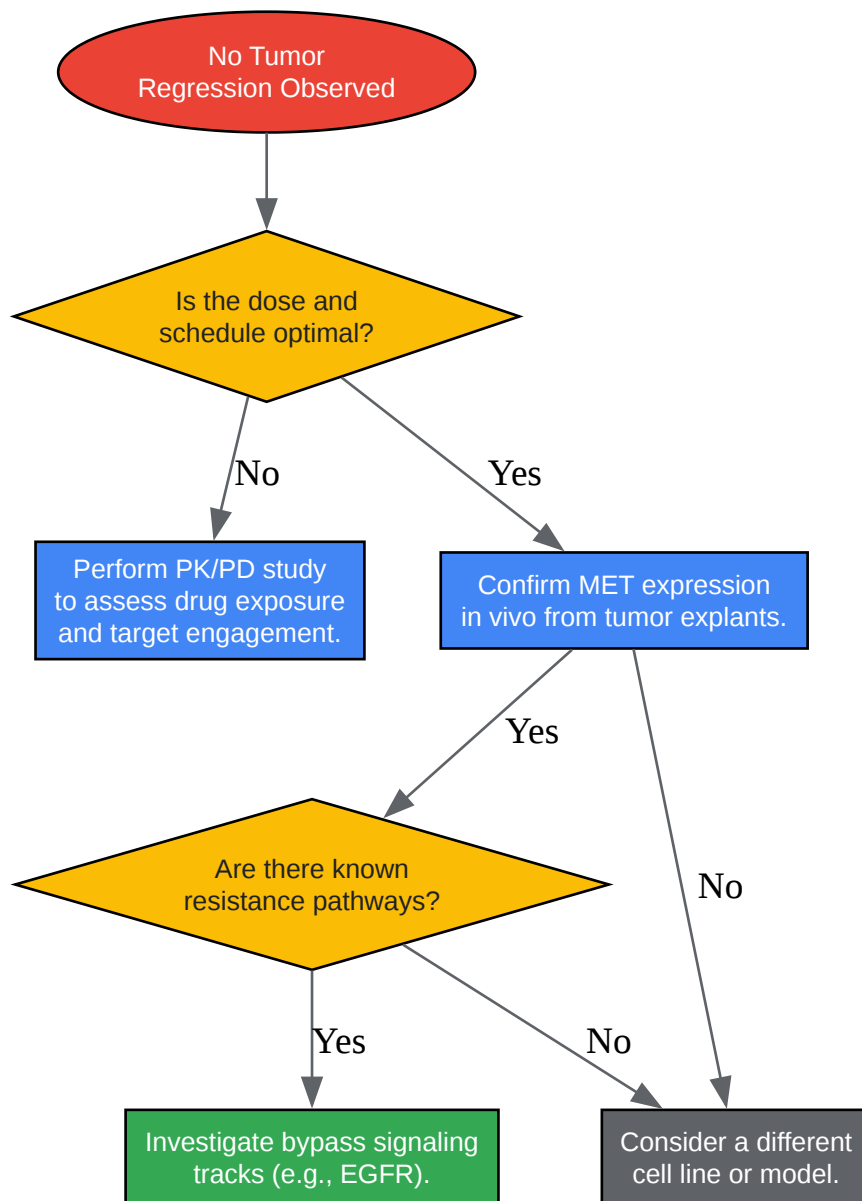 No Tumor
Regression Observed
Is the dose and
schedule optimal?
No
Yes
Perform PK/PD study
to assess drug exposure
and target engagement.
Confirm MET expression
in vivo from tumor explants.
Yes
No
Are there known
resistance pathways?
Yes
No
Investigate bypass signaling
tracks (e.g., EGFR).
Consider a different
cell line or model.